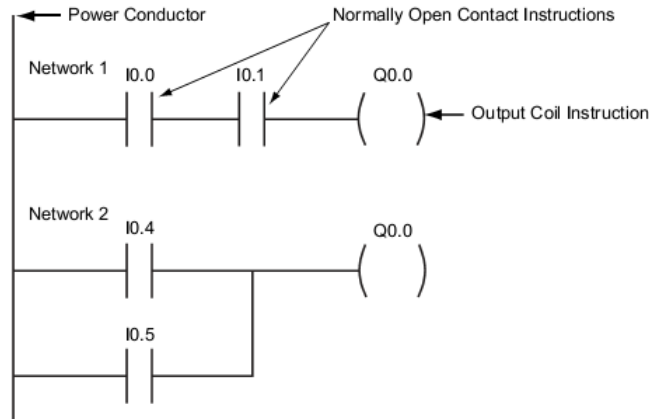 Power Conductor
Normally Open Contact Instructions
Network 1
I0.0
I0.1
Q0.0
Output Coil Instruction
Network 2
I0.4
Q0.0
I0.5